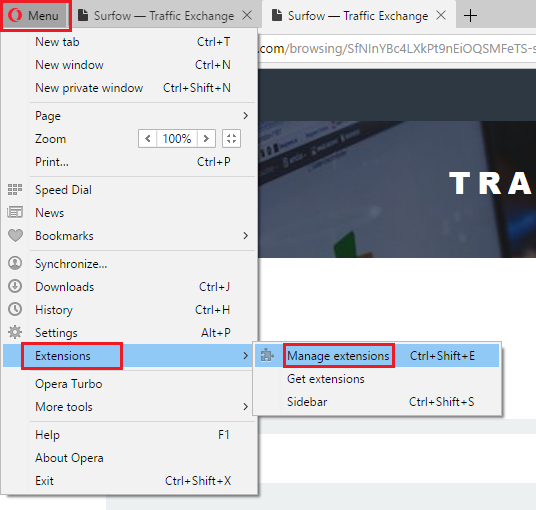 Menu
Surfow — Traffic Exchange
Surfow — Traffic Exchange
.com/browsing/SfNInYBc4LXkPt9nEiOQSMFeTS-s
TRA
New tab Ctrl+T
New window Ctrl+N
New private window Ctrl+Shift+N
Page
Zoom 100%
Print... Ctrl+P
Speed Dial
News
Bookmarks
Synchronize...
Downloads Ctrl+J
History Ctrl+H
Settings Alt+P
Extensions
Manage extensions Ctrl+Shift+E
Get extensions
Sidebar Ctrl+Shift+S
Opera Turbo
More tools
Help F1
About Opera
Exit Ctrl+Shift+X